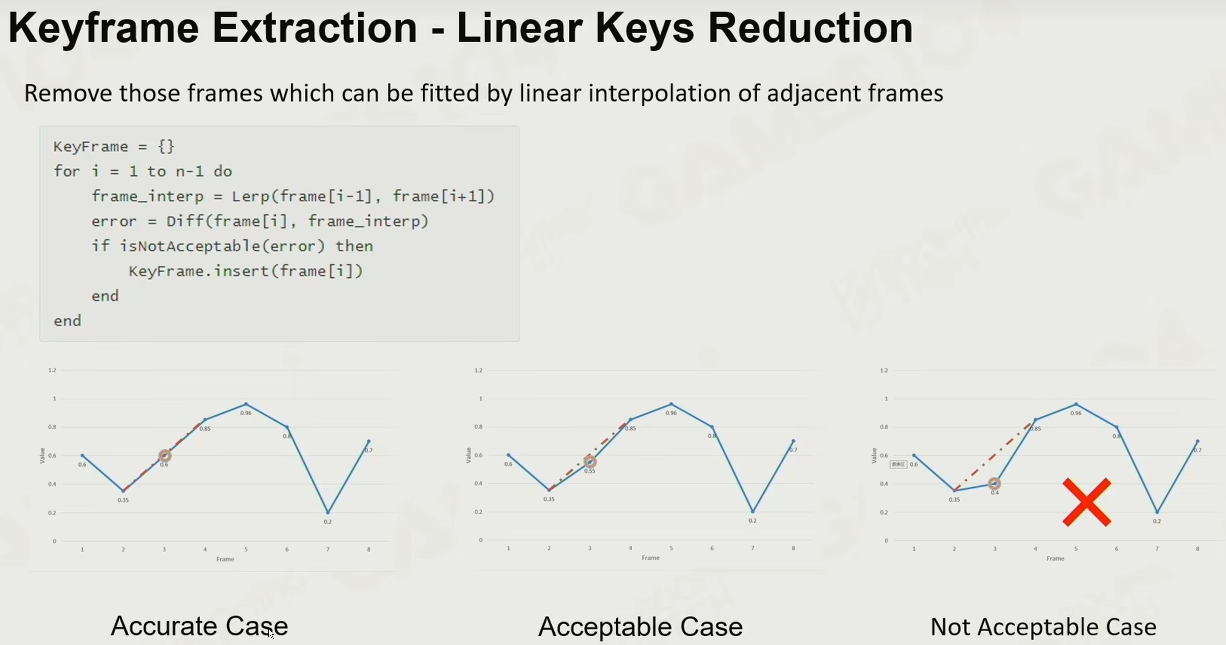 Keyframe Extraction - Linear Keys Reduction
Remove those frames which can be fitted by linear interpolation of adjacent frames
KeyFrame = {}
for i = 1 to n-1 do
frame_interp = Lerp(frame[i-1], frame[i+1])
error = Diff(frame[i], frame_interp)
if isNotAcceptable(error) then
KeyFrame.insert(frame[i])
end
end
1.2
1
0.8
0.6
0.4
0.2
0
Value
0.6
0.35
0.6
0.85
0.96
0.8
0.2
0.7
1 2 3 4 5 6 7 8
Frame
Accurate Case
1.2
1
0.8
0.6
0.4
0.2
0
Value
0.6
0.35
0.55
0.85
0.96
0.8
0.2
0.7
1 2 3 4 5 6 7 8
Frame
Acceptable Case
1.2
1
0.8
0.6
0.4
0.2
0
Value
0.6
0.35
0.4
0.85
0.96
0.8
0.2
0.7
1 2 3 4 5 6 7 8
Frame
Not Acceptable Case